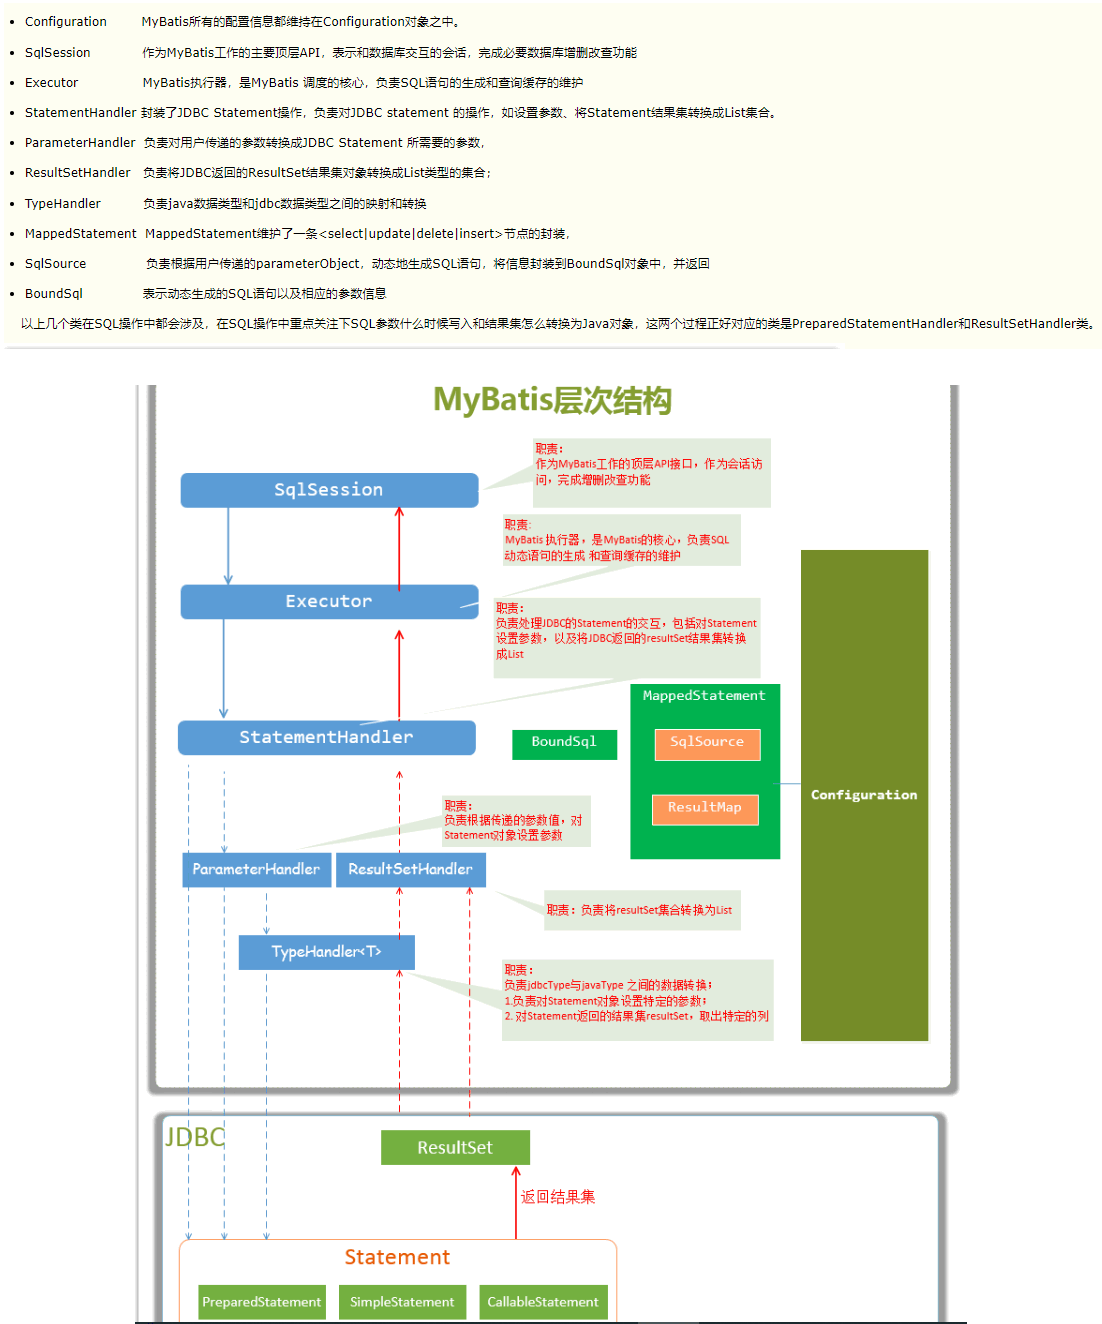 Configuration MyBatis所有的配置信息都维持在Configuration对象之中。
SqlSession 作为MyBatis工作的主要顶层API，表示和数据库交互的会话，完成必要数据库增删改查功能
Executor MyBatis执行器，是MyBatis 调度的核心，负责SQL语句的生成和查询缓存的维护
StatementHandler 封装了JDBC Statement操作，负责对JDBC statement 的操作，如设置参数、将Statement结果集转换成List集合。
ParameterHandler 负责对用户传递的参数转换成JDBC Statement 所需要的参数，
ResultSetHandler 负责将JDBC返回的ResultSet结果集对象转换成List类型的集合；
TypeHandler 负责java数据类型和jdbc数据类型之间的映射和转换
MappedStatement MappedStatement维护了一条<select|update|delete|insert>节点的封装，
SqlSource 负责根据用户传递的parameterObject，动态地生成SQL语句，将信息封装到BoundSql对象中，并返回
BoundSql 表示动态生成的SQL语句以及相应的参数信息
以上几个类在SQL操作中都会涉及，在SQL操作中重点关注下SQL参数什么时候写入和结果集怎么转换为Java对象，这两个过程正好对应的类是PreparedStatementHandler和ResultSetHandler类。
MyBatis层次结构
职责：
作为MyBatis工作的顶层API接口，作为会话访
问，完成增删改查功能
SqlSession
职责:
MyBatis 执行器，是MyBatis的核心，负责SQL
动态语句的生成 和查询缓存的维护
Executor
职责：
负责处理JDBC的Statement的交互，包括对Statement
设置参数，以及将JDBC返回的resultSet结果集转换
成List
StatementHandler
BoundSql
MappedStatement
SqlSource
ResultMap
Configuration
职责：
负责根据传递的参数值，对
Statement对象设置参数
ParameterHandler
ResultSetHandler
职责：负责将resultSet集合转换为List
TypeHandler<T>
职责：
负责jdbcType与javaType 之间的数据转换；
1.负责对Statement对象设置特定的参数；
2. 对Statement返回的结果集resultSet，取出特定的列
JDBC
ResultSet
返回结果集
Statement
PreparedStatement
SimpleStatement
CallableStatement